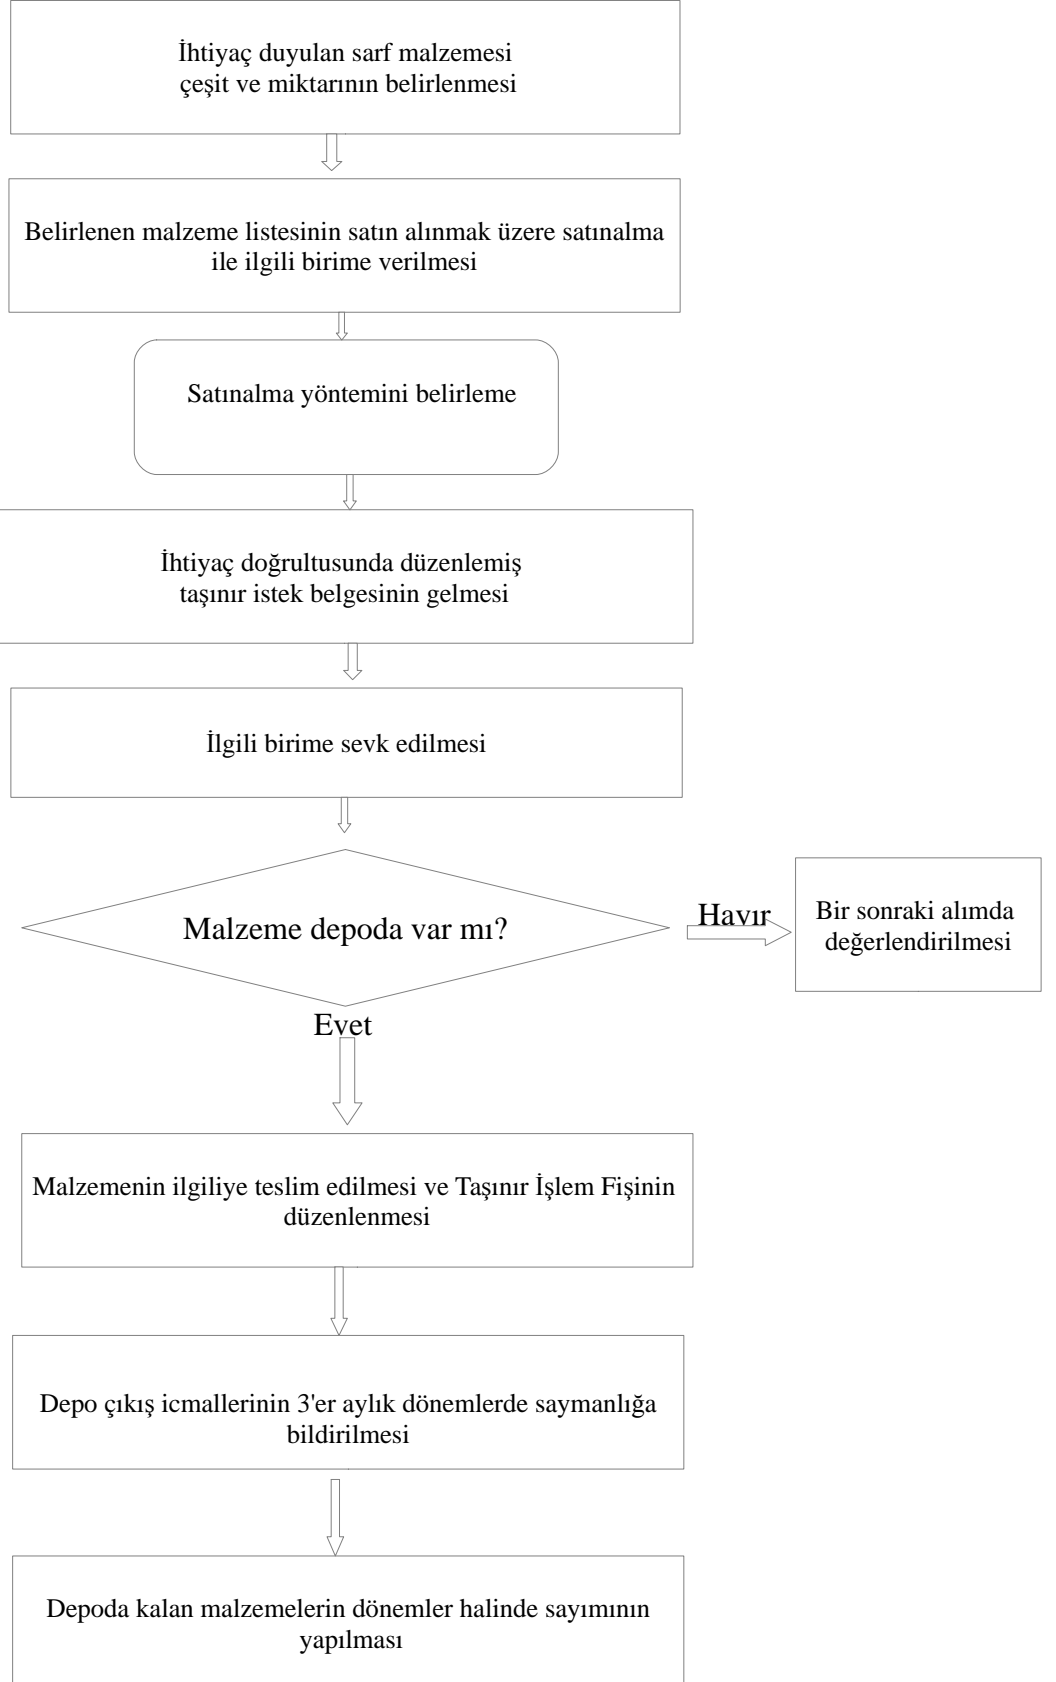 İhtiyaç duyulan sarf malzemesi
çeşit ve miktarının belirlenmesi
Belirlenen malzeme listesinin satın alınmak üzere satınalma
ile ilgili birime verilmesi
Satınalma yöntemini belirleme
İhtiyaç doğrultusunda düzenlemiş
taşınır istek belgesinin gelmesi
İlgili birime sevk edilmesi
Malzeme depoda var mı?
Hayır
Bir sonraki alımda
değerlendirilmesi
Evet
Malzemenin ilgiliye teslim edilmesi ve Taşınır İşlem Fişinin
düzenlenmesi
Depo çıkış icmallerinin 3'er aylık dönemlerde saymanlığa
bildirilmesi
Depoda kalan malzemelerin dönemler halinde sayımının
yapılması